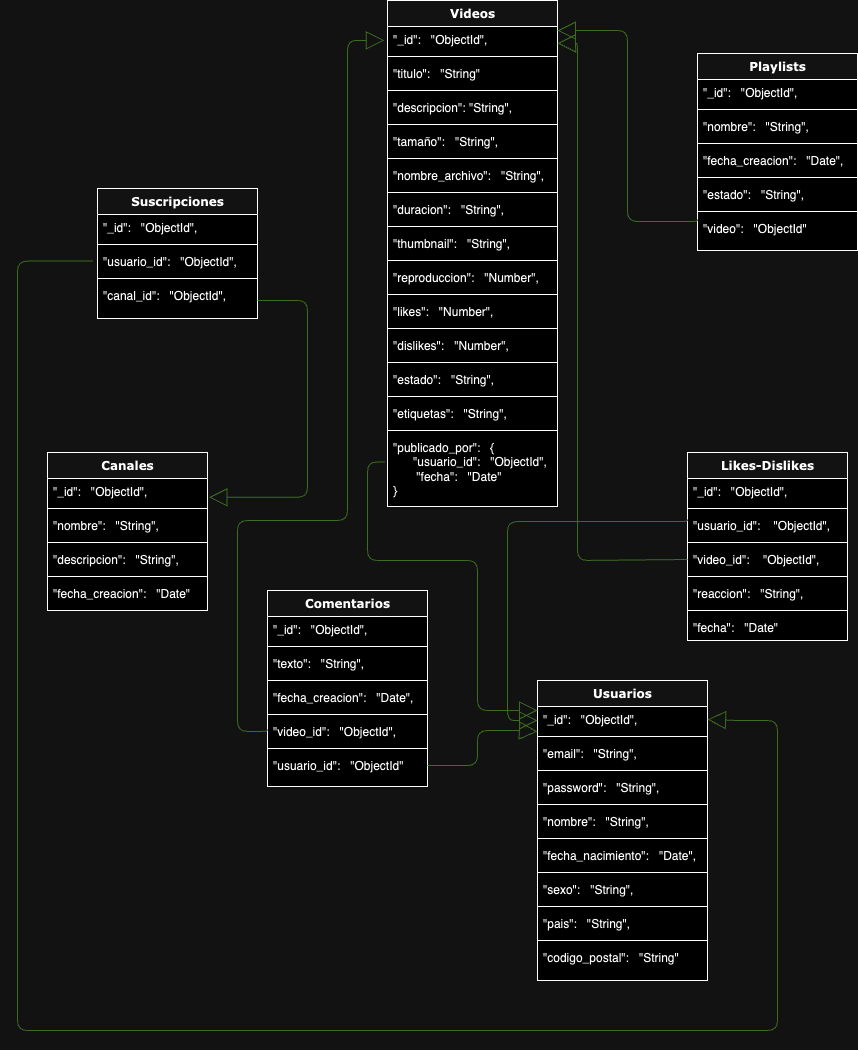 Videos
"_id": "ObjectId",
"titulo": "String"
"descripcion": "String",
"tamaño": "String",
"nombre_archivo": "String",
"duracion": "String",
"thumbnail": "String",
"reproduccion": "Number",
"likes": "Number",
"dislikes": "Number",
"estado": "String",
"etiquetas": "String",
"publicado_por": {
"usuario_id": "ObjectId",
"fecha": "Date"
}
Playlists
"_id": "ObjectId",
"nombre": "String",
"fecha_creacion": "Date",
"estado": "String",
"video": "ObjectId"
Suscripciones
"_id": "ObjectId",
"usuario_id": "ObjectId",
"canal_id": "ObjectId",
Canales
"_id": "ObjectId",
"nombre": "String",
"descripcion": "String",
"fecha_creacion": "Date"
Likes-Dislikes
"_id": "ObjectId",
"usuario_id": "ObjectId",
"video_id": "ObjectId",
"reaccion": "String",
"fecha": "Date"
Comentarios
"_id": "ObjectId",
"texto": "String",
"fecha_creacion": "Date",
"video_id": "ObjectId",
"usuario_id": "ObjectId"
Usuarios
"_id": "ObjectId",
"email": "String",
"password": "String",
"nombre": "String",
"fecha_nacimiento": "Date",
"sexo": "String",
"pais": "String",
"codigo_postal": "String"